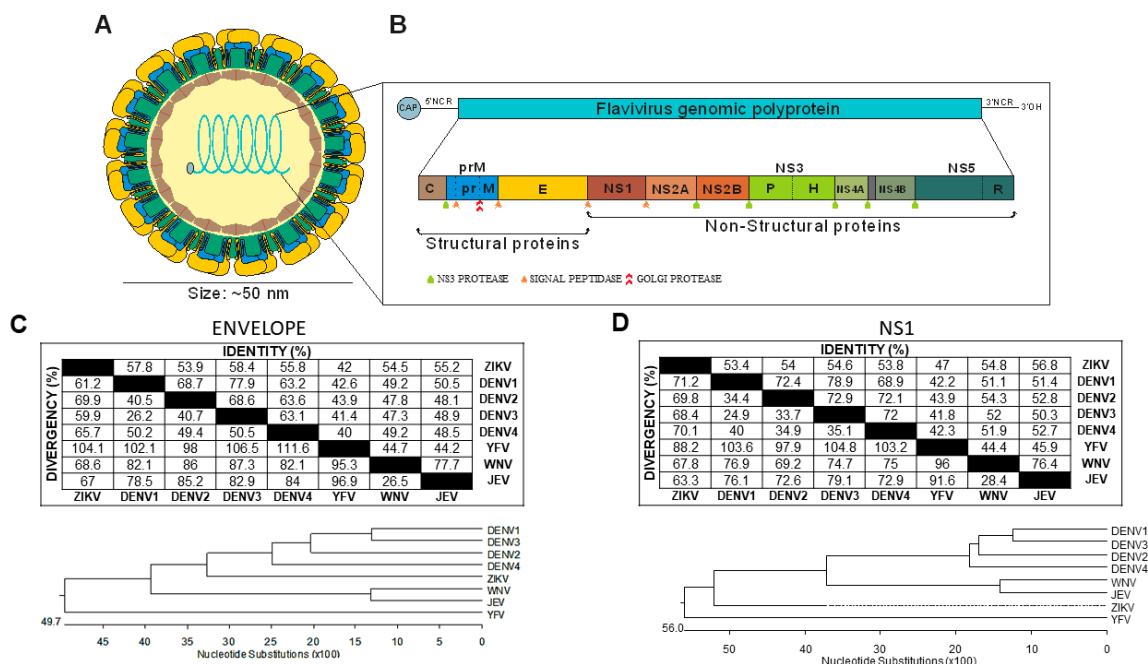 A
B
Size: ~50 nm
CAP
5'NCR
Flavivirus genomic polyprotein
3'NCR
3'OH
prM
NS3
NS5
C
pr
M
E
NS1
NS2A
NS2B
P
H
NS4A
NS4B
R
Structural proteins
Non-Structural proteins
NS3 PROTEASE
SIGNAL PEPTIDASE
GOLGI PROTEASE
C
ENVELOPE
IDENTITY (%)
DIVERGENCY (%)
57.8 53.9 58.4 55.8 42 54.5 55.2 ZIKV
61.2 68.7 77.9 63.2 42.6 49.2 50.5 DENV1
69.9 40.5 68.6 63.6 43.9 47.8 48.1 DENV2
59.9 26.2 40.7 63.1 41.4 47.3 48.9 DENV3
65.7 50.2 49.4 50.5 40 49.2 48.5 DENV4
104.1 102.1 98 106.5 111.6 44.7 44.2 YFV
68.6 82.1 86 87.3 82.1 95.3 77.7 WNV
67 78.5 85.2 82.9 84 96.9 26.5 JEV
ZIKV DENV1 DENV2 DENV3 DENV4 YFV WNV JEV
DENV1
DENV3
DENV2
DENV4
ZIKV
WNV
JEV
YFV
49.7
45 40 35 30 25 20 15 10 5 0
Nucleotide Substitutions (x100)
D
NS1
IDENTITY (%)
DIVERGENCY (%)
53.4 54 54.6 53.8 47 54.8 56.8 ZIKV
71.2 72.4 78.9 68.9 42.2 51.1 51.4 DENV1
69.8 34.4 72.9 72.1 43.9 54.3 52.8 DENV2
68.4 24.9 33.7 72 41.8 52 50.3 DENV3
70.1 40 34.9 35.1 42.3 51.9 52.7 DENV4
88.2 103.6 97.9 104.8 103.2 44.4 45.9 YFV
67.8 76.9 69.2 74.7 75 96 76.4 WNV
63.3 76.1 72.6 79.1 72.9 91.6 28.4 JEV
ZIKV DENV1 DENV2 DENV3 DENV4 YFV WNV JEV
DENV1
DENV3
DENV2
DENV4
WNV
JEV
ZIKV
YFV
56.0
50 40 30 20 10 0
Nucleotide Substitutions (x100)